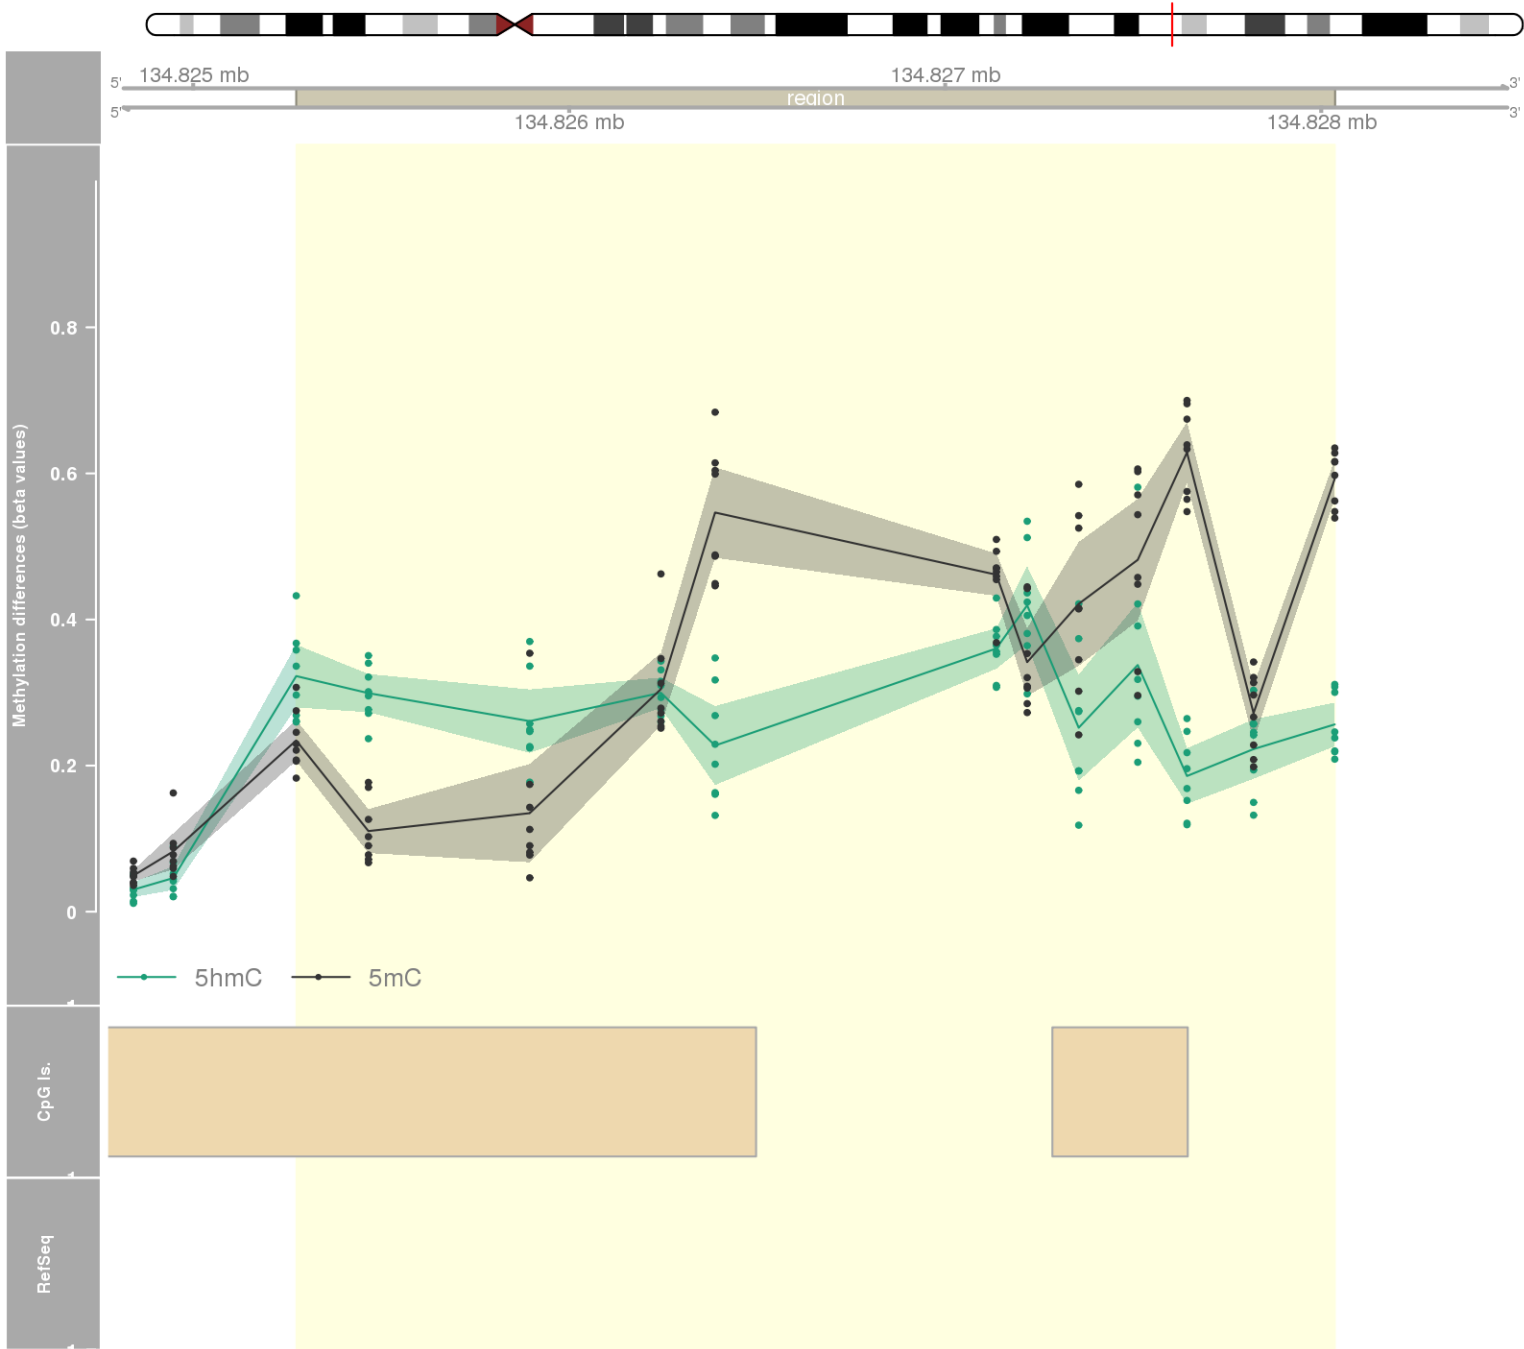 134.825 mb
134.827 mb
5'
3'
region
5'
3'
134.826 mb
134.828 mb
Methylation differences (beta values)
0.8
0.6
0.4
0.2
0
5hmC
5mC
CpG Is.
RefSeq